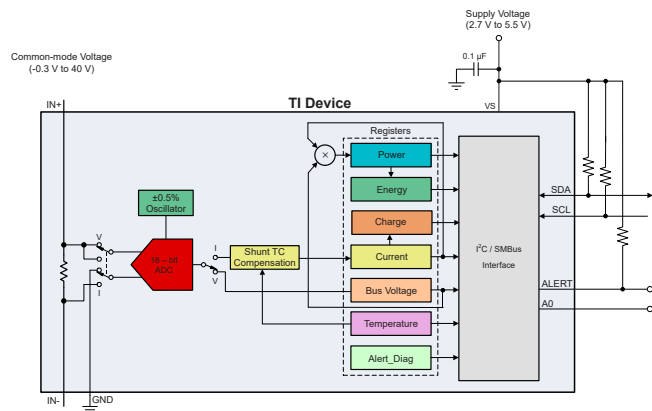 Supply Voltage
(2.7 V to 5.5 V)
Common-mode Voltage
(-0.3 V to 40 V)
0.1 µF
IN+
VS
TI Device
Registers
×
Power
Energy
±0.5%
Oscillator
SDA
Charge
SCL
V
I
Shunt TC
Compensation
Current
I²C / SMBus
Interface
16 – bit
ADC
V
Bus Voltage
ALERT
I
A0
Temperature
Alert_Diag
IN-
GND